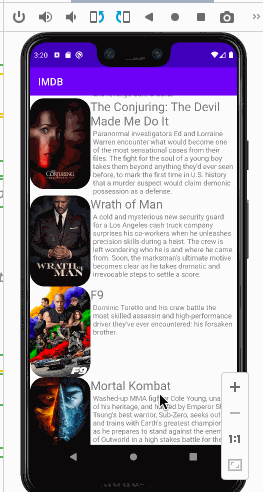 3:20
IMDB
The Conjuring: The Devil
Made Me Do It
Paranormal investigators Ed and Lorraine
Warren encounter what would become one
of the most sensational cases from their
files. The fight for the soul of a young boy
takes them beyond anything they'd ever seen
before, to mark the first time in U.S. history
that a murder suspect would claim demonic
possession as a defense.
CONJURING
Wrath of Man
A cold and mysterious new security guard
for a Los Angeles cash truck company
surprises his co-workers when he unleashes
precision skills during a heist. The crew is
left wondering who he is and where he came
from. Soon, the marksman's ultimate motive
becomes clear as he takes dramatic and
irrevocable steps to settle a score.
WRATH OF MAN
F9
Dominic Toretto and his crew battle the
most skilled assassin and high-performance
driver they've ever encountered: his forsaken
brother.
F9
Mortal Kombat
Washed-up MMA fighter Cole Young, una
of his heritage, and hunted by Emperor S
Tsung's best warrior, Sub-Zero, seeks out
and trains with Earth's greatest champion
as he prepares to stand against the enem
of Outworld in a high stakes battle for the
1:1